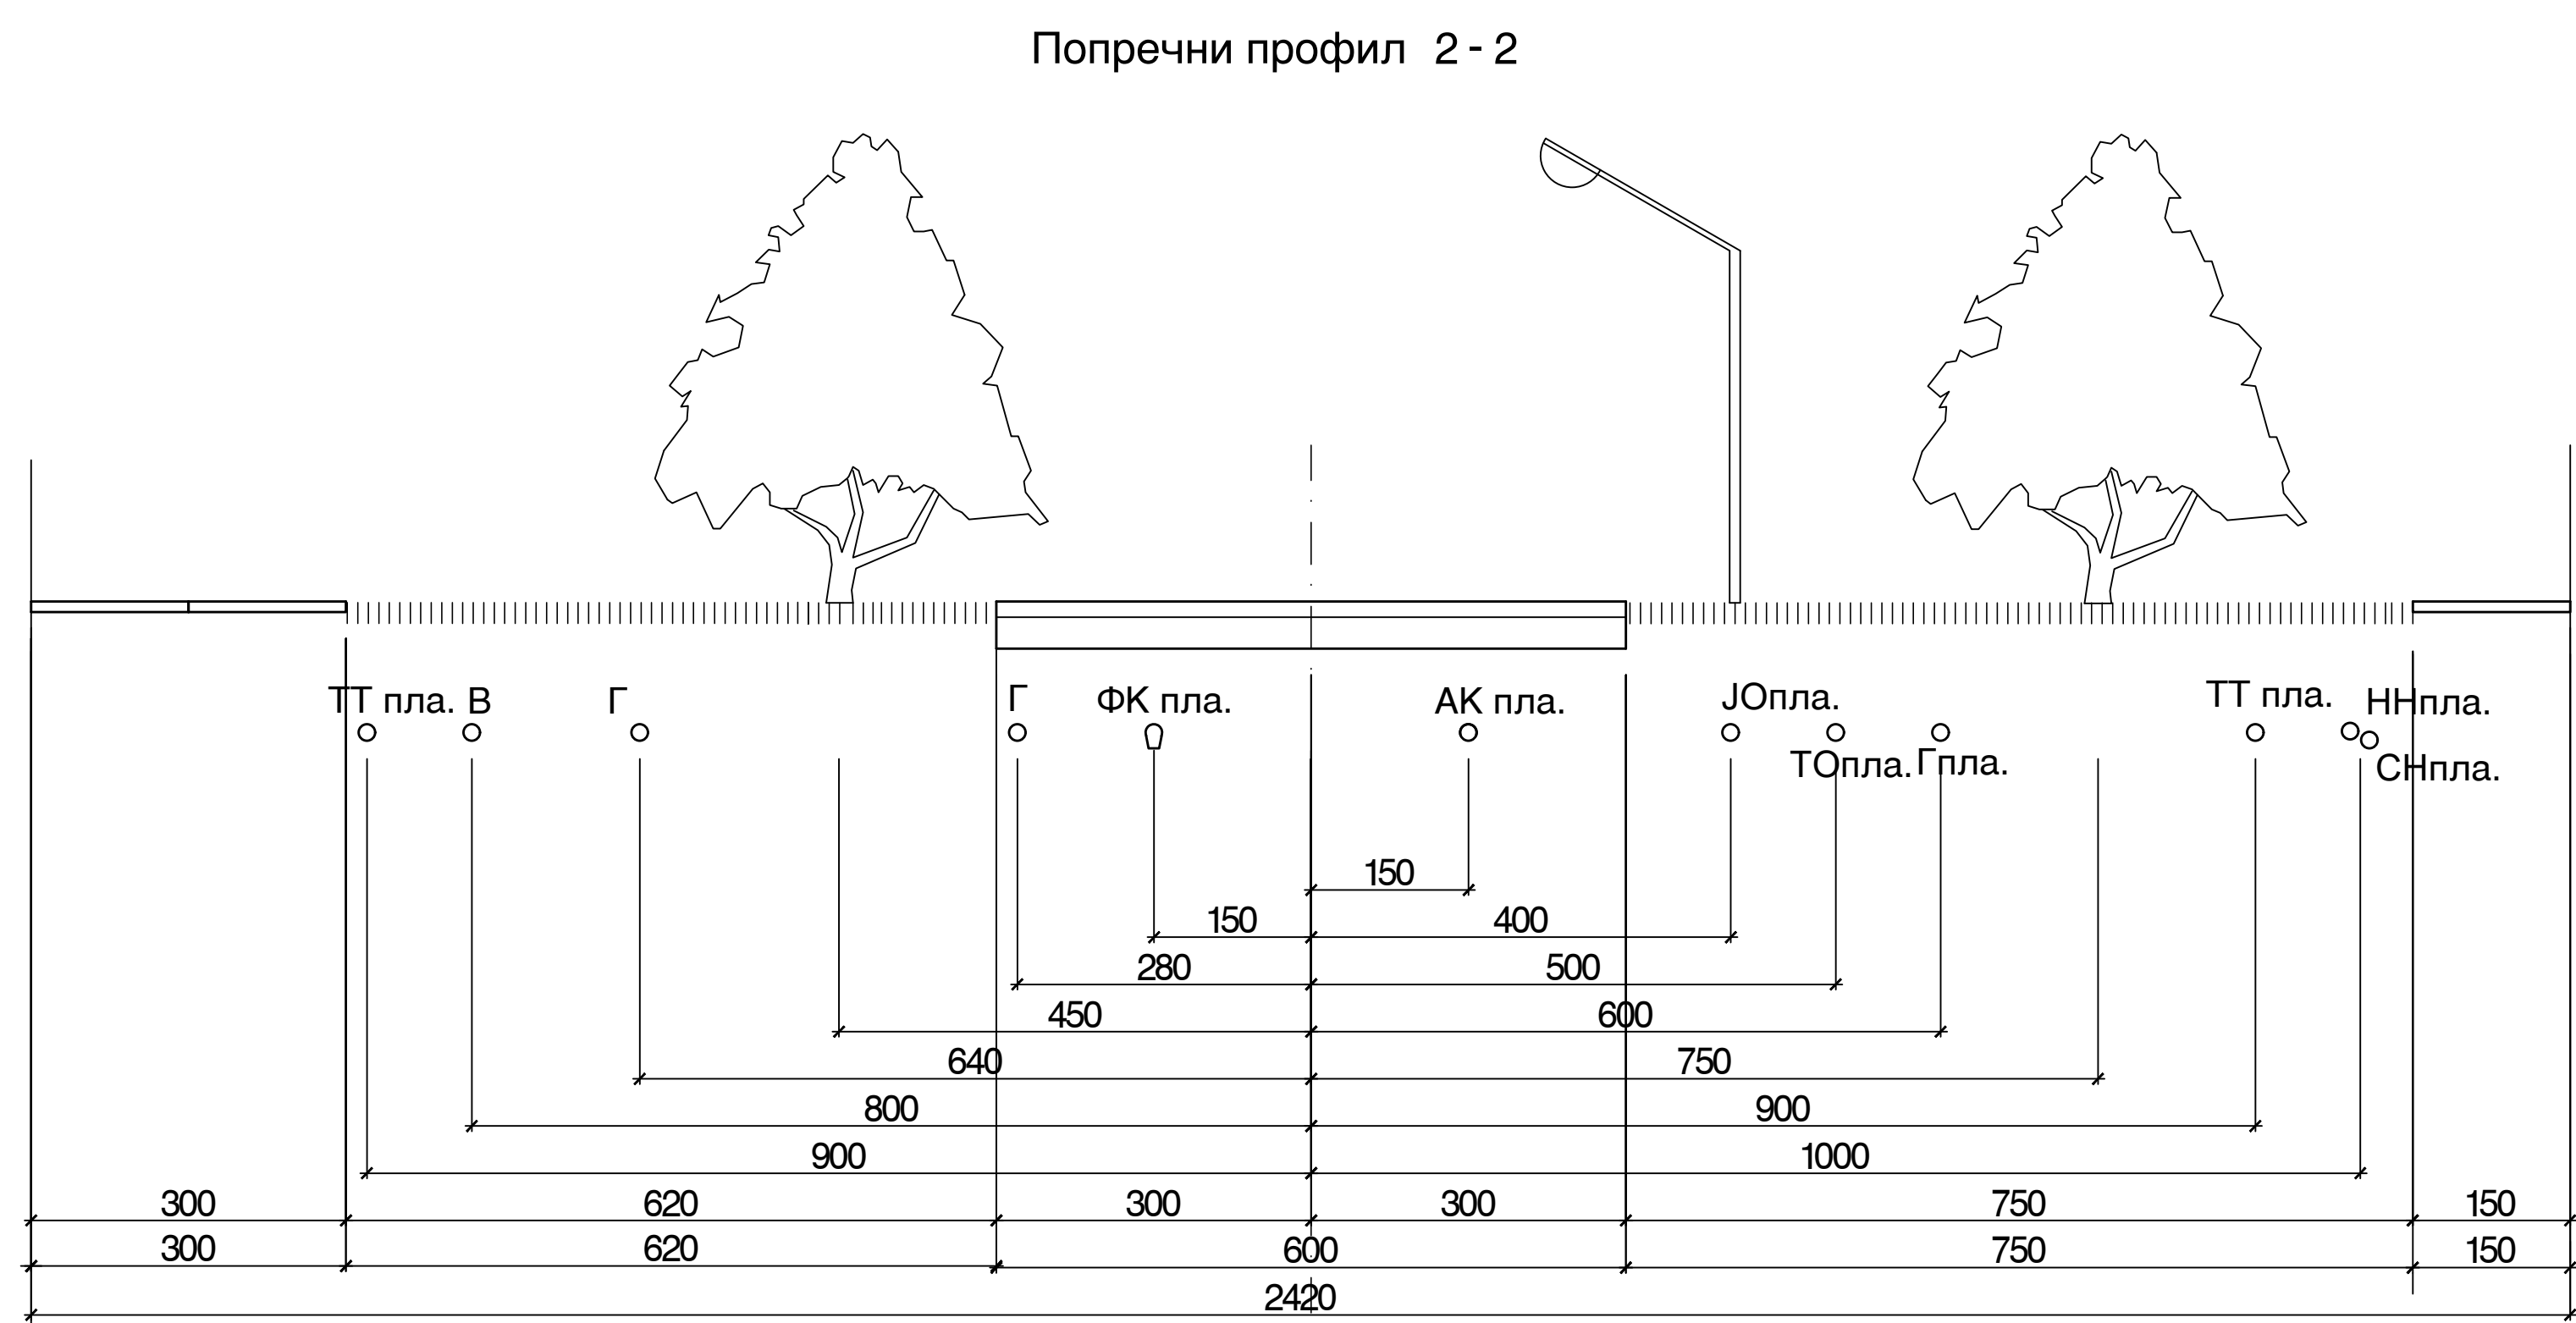 Попречни профил 2 - 2
ТТ пла. В Г Г ФК пла. АК пла. ЈОпла. ТТ пла. ННпла.
ТОпла. Гпла. СНпла.
150
150 400
280 500
450 600
640 750
800 900
900 1000
300 620 300 300 750 150
300 620 600 750 150
2420